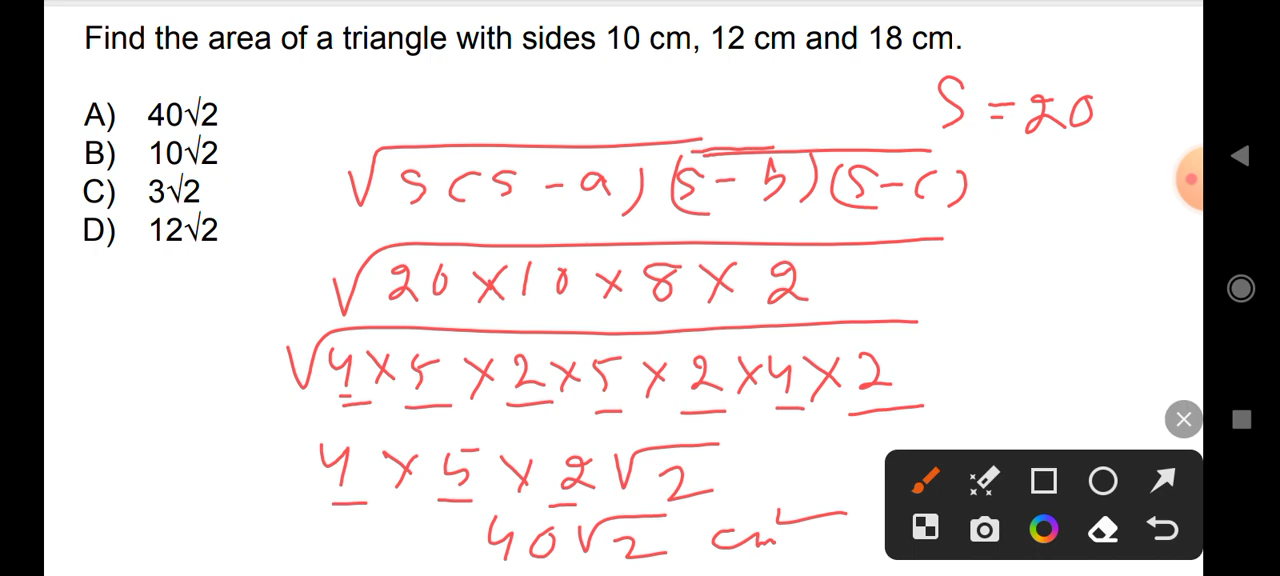 Find the area of a triangle with sides 10 cm, 12 cm and 18 cm.
S = 20
A) 40√2
B) 10√2
C) 3√2
D) 12√2
√S(S-a)(S-b)(S-c)
√20×10×8×2
√4×5×2×5×2×4×2
4×5×2√2
40√2 cm²